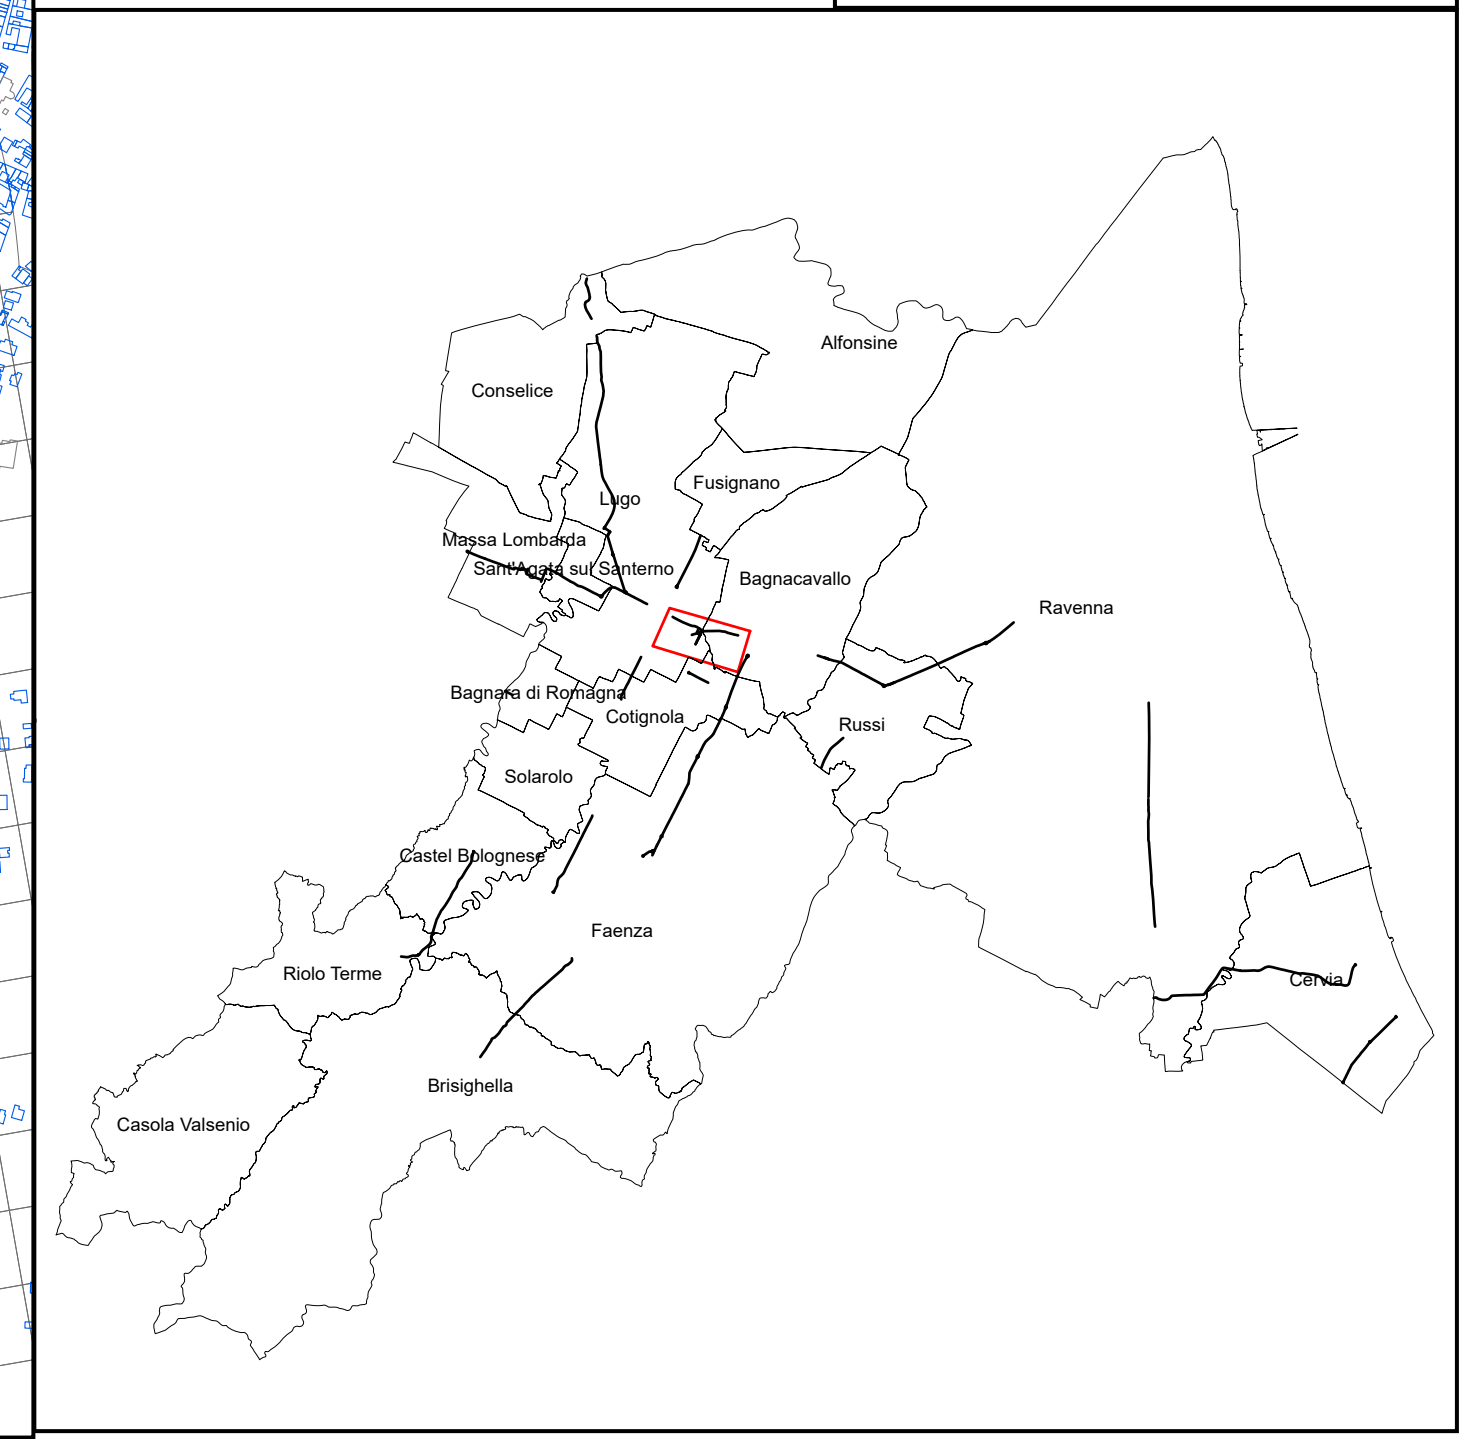 Alfonsine
Conselice
Fusignano
Lugo
Massa Lombarda
Sant'Agata sul Santerno
Bagnacavallo
Ravenna
Bagnara di Romagna
Cotignola
Russi
Solarolo
Castel Bolognese
Faenza
Riolo Terme
Cervia
Brisighella
Casola Valsenio